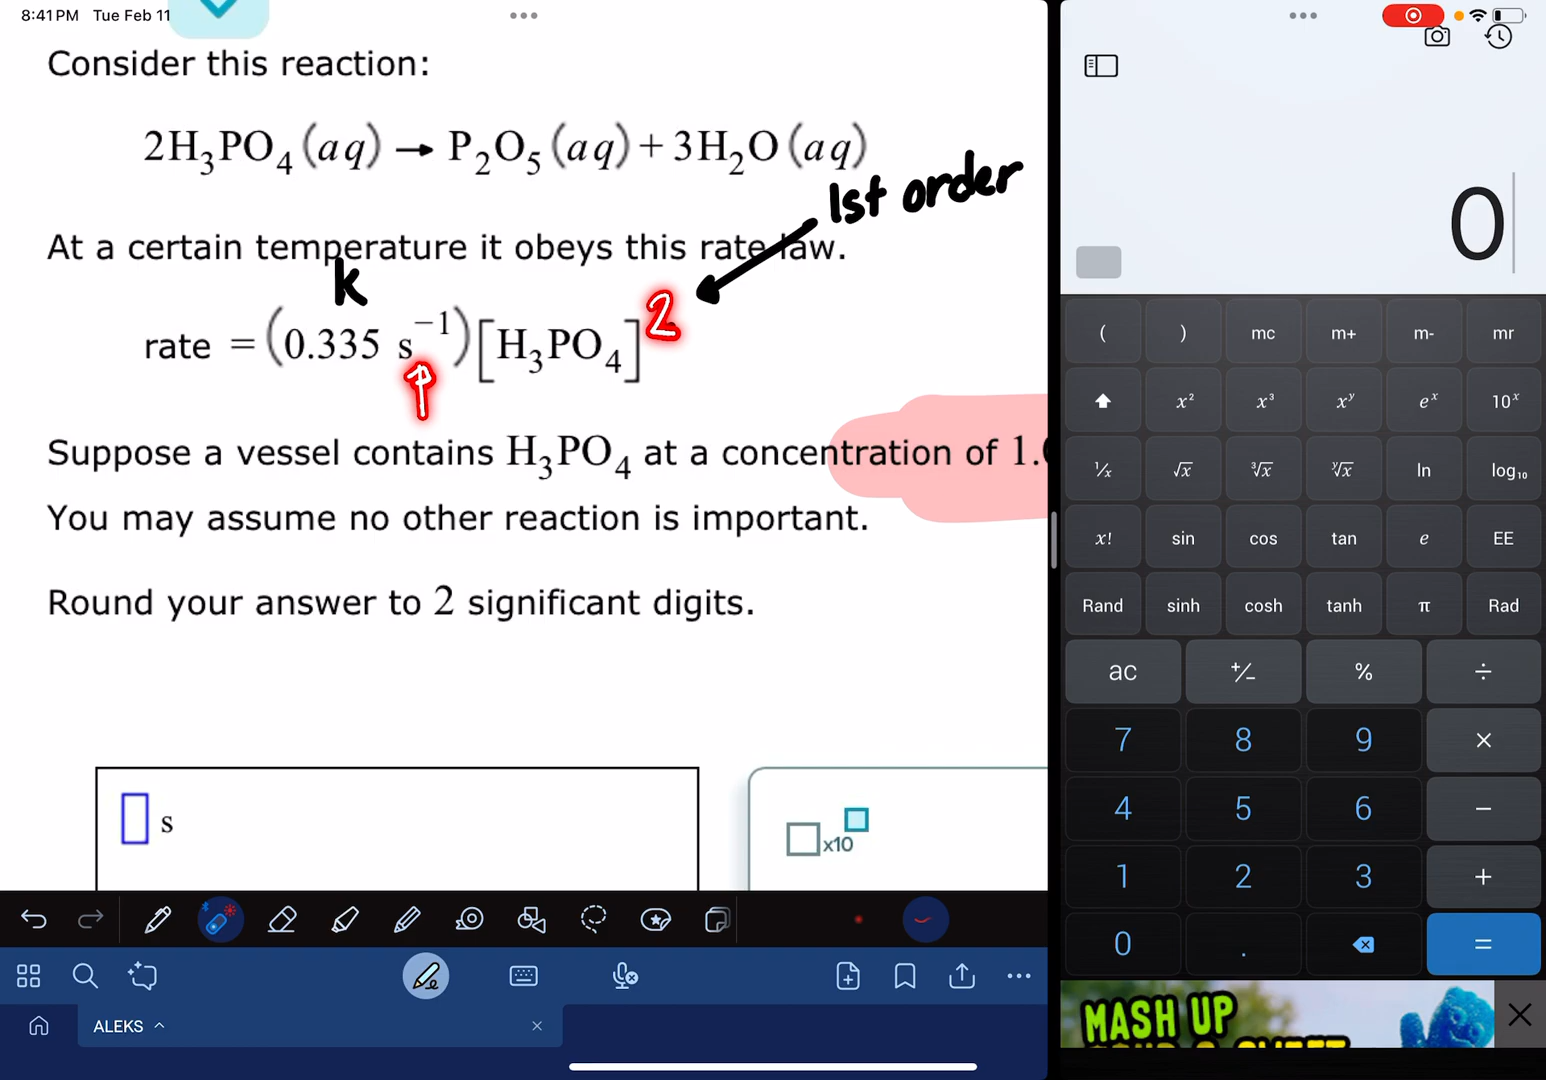 8:41 PM Tue Feb 11
Consider this reaction:
2H₃PO₄(aq) → P₂O₅(aq) + 3H₂O(aq)
1st order
At a certain temperature it obeys this rate law.
k
rate = (0.335 s⁻¹)[H₃PO₄]²
Suppose a vessel contains H₃PO₄ at a concentration of 1.
You may assume no other reaction is important.
Round your answer to 2 significant digits.
s
x10
ALEKS
0
( ) mc m+ m- mr
x² x³ xʸ eˣ 10ˣ
¹/x √x ³√x ʸ√x ln log₁₀
x! sin cos tan e EE
Rand sinh cosh tanh π Rad
ac +/− % ÷
7 8 9 ×
4 5 6 −
1 2 3 +
0 . =
MASH UP